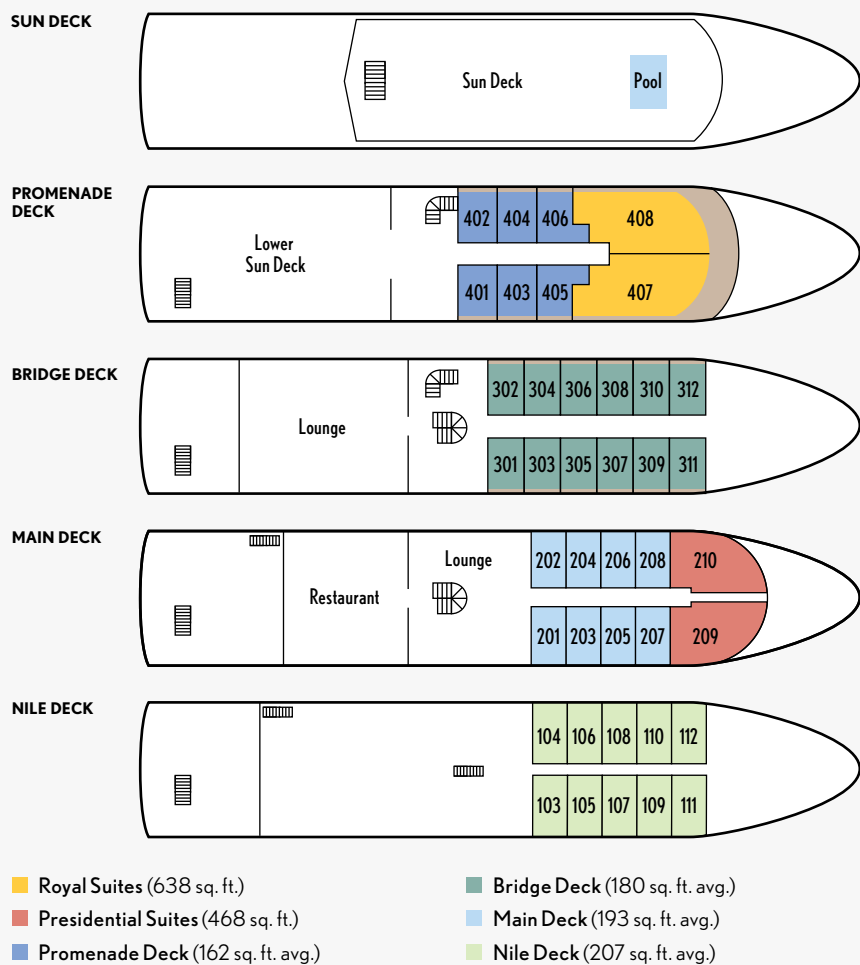 SUN DECK
Sun Deck
Pool
PROMENADE
DECK
402 404 406 408
Lower
Sun Deck
401 403 405 407
BRIDGE DECK
302 304 306 308 310 312
Lounge
301 303 305 307 309 311
MAIN DECK
Lounge
202 204 206 208 210
Restaurant
201 203 205 207 209
NILE DECK
104 106 108 110 112
103 105 107 109 111
Royal Suites (638 sq. ft.)
Presidential Suites (468 sq. ft.)
Promenade Deck (162 sq. ft. avg.)
Bridge Deck (180 sq. ft. avg.)
Main Deck (193 sq. ft. avg.)
Nile Deck (207 sq. ft. avg.)